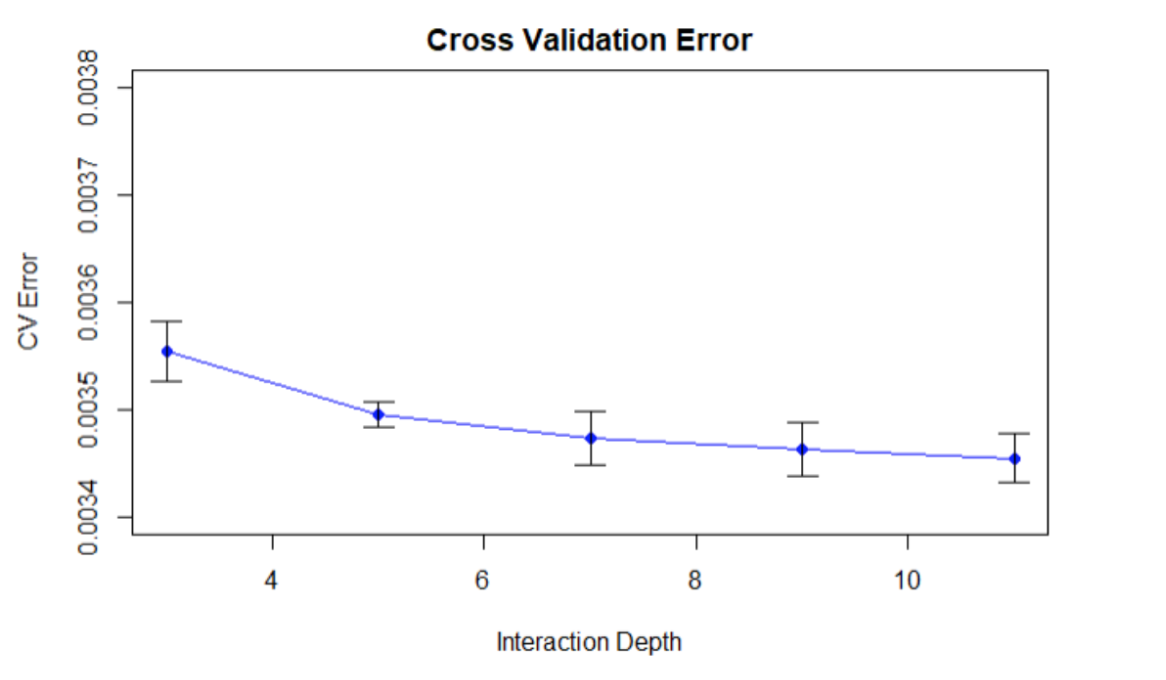 Cross Validation Error
0.0038
0.0037
0.0036
0.0035
0.0034
CV Error
4 6 8 10
Interaction Depth